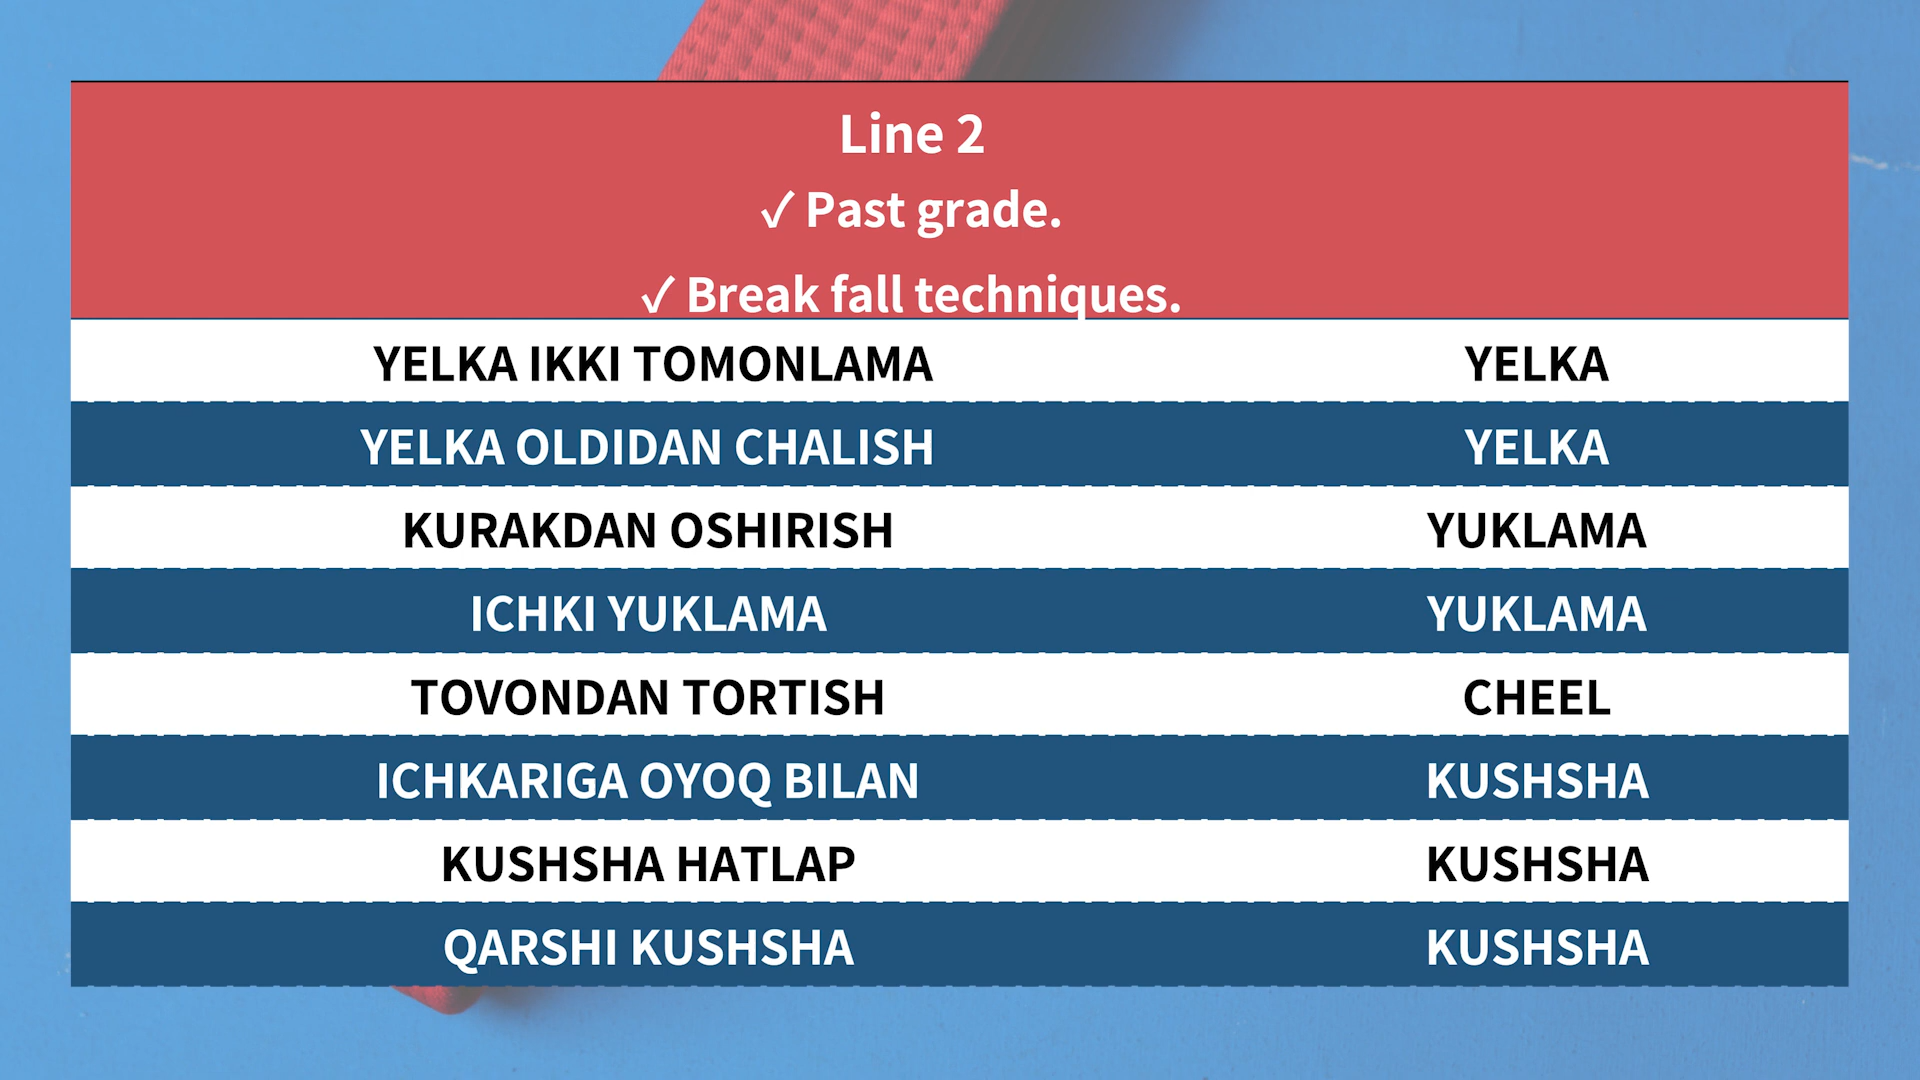 Line 2
✓ Past grade.
✓ Break fall techniques.
YELKA IKKI TOMONLAMA YELKA
YELKA OLDIDAN CHALISH YELKA
KURAKDAN OSHIRISH YUKLAMA
ICHKI YUKLAMA YUKLAMA
TOVONDAN TORTISH CHEEL
ICHKARIGA OYOQ BILAN KUSHSHA
KUSHSHA HATLAP KUSHSHA
QARSHI KUSHSHA KUSHSHA